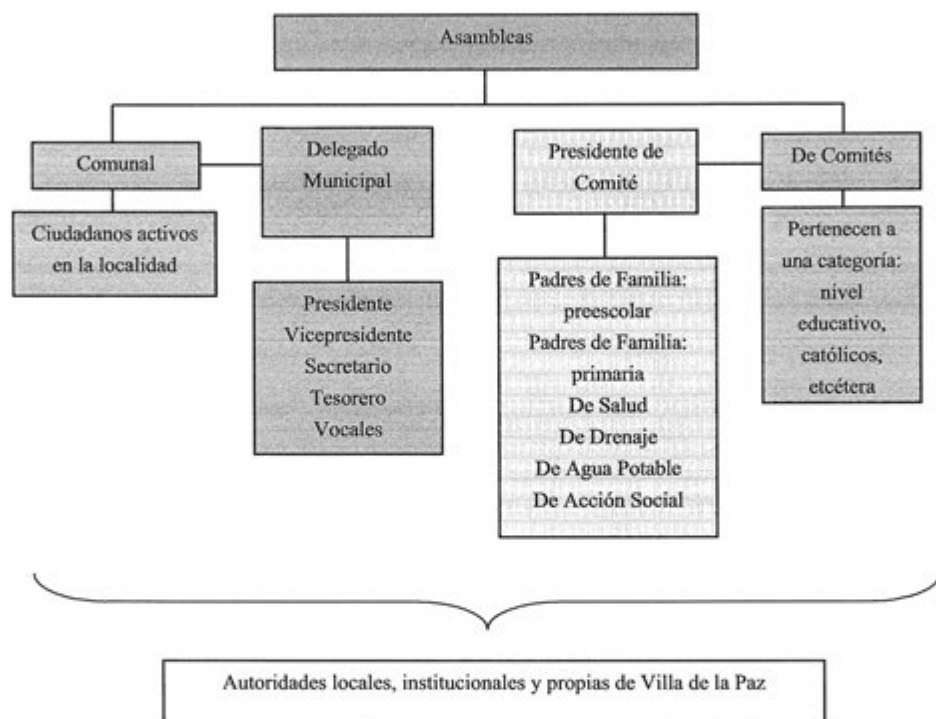 Asambleas
Comunal
Delegado
Municipal
Presidente de
Comité
De Comités
Ciudadanos activos
en la localidad
Presidente
Vicepresidente
Secretario
Tesorero
Vocales
Padres de Familia:
preescolar
Padres de Familia:
primaria
De Salud
De Drenaje
De Agua Potable
De Acción Social
Pertenecen a
una categoría:
nivel
educativo,
católicos,
etcétera
Autoridades locales, institucionales y propias de Villa de la Paz